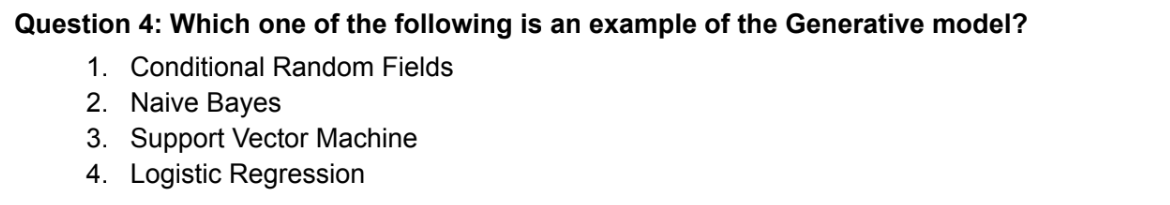 Question 4: Which one of the following is an example of the Generative model?
1. Conditional Random Fields
2. Naive Bayes
3. Support Vector Machine
4. Logistic Regression